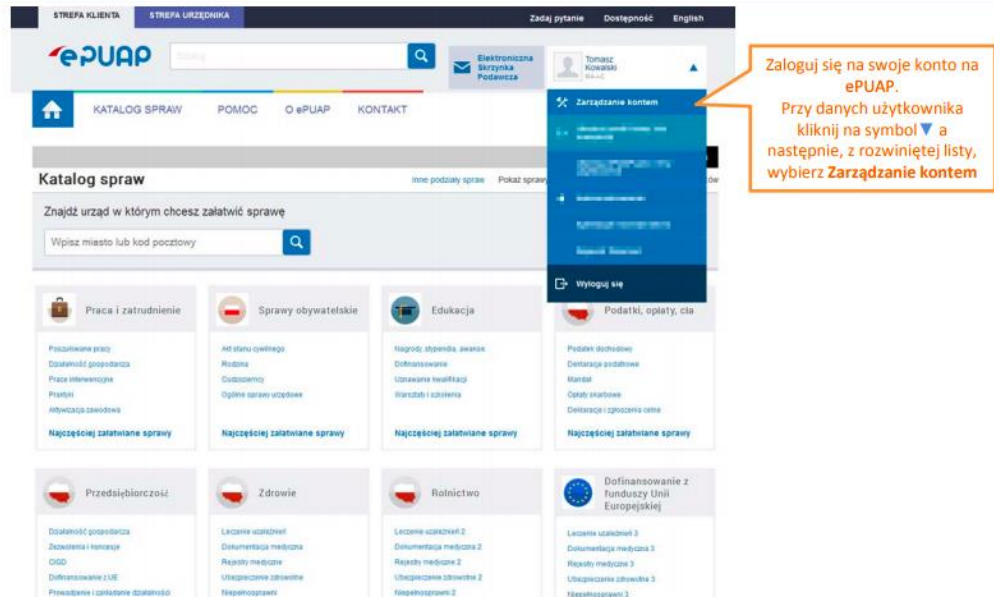 STREFA KLIENTA STREFA URZĘDNIKA Zadaj pytanie Dostępność English
ePUAP
Szukaj
Elektroniczna
Skrzynka
Podawcza
Tomasz
Kowalski
KATALOG SPRAW POMOC O ePUAP KONTAKT
Zarządzanie kontem
Wyloguj się
Zaloguj się na swoje konto na
ePUAP.
Przy danych użytkownika
kliknij na symbol ▼ a
następnie, z rozwiniętej listy,
wybierz Zarządzanie kontem
Katalog spraw Inne podziały spraw Pokaż sprawy
Znajdź urząd w którym chcesz załatwić sprawę
Wpisz miasto lub kod pocztowy
Praca i zatrudnienie
Poszukiwanie pracy
Działalność gospodarcza
Prace interwencyjne
Praktyki
Aktywizacja zawodowa
Najczęściej załatwiane sprawy
Sprawy obywatelskie
Akt stanu cywilnego
Rodzina
Cudzoziemcy
Ogólne sprawy urzędowe
Najczęściej załatwiane sprawy
Edukacja
Nagrody, stypendia, awanse
Dofinansowanie
Uznawanie kwalifikacji
Warsztaty i szkolenia
Najczęściej załatwiane sprawy
Podatki, opłaty, cła
Podatek dochodowy
Deklaracje podatkowe
Mandat
Opłaty skarbowe
Deklaracje i zgłoszenia celne
Najczęściej załatwiane sprawy
Przedsiębiorczość
Działalność gospodarcza
Zezwolenia i koncesje
CIGD
Dofinansowanie z UE
Prowadzenie i zakładanie działalności
Zdrowie
Leczenie uzależnień
Dokumentacja medyczna
Rejestry medyczne
Ubezpieczenie zdrowotne
Niepełnosprawni
Rolnictwo
Leczenie uzależnień 2
Dokumentacja medyczna 2
Rejestry medyczne 2
Ubezpieczenie zdrowotne 2
Niepełnosprawni 2
Dofinansowanie z
funduszy Unii
Europejskiej
Leczenie uzależnień 3
Dokumentacja medyczna 3
Rejestry medyczne 3
Ubezpieczenie zdrowotne 3
Niepełnosprawni 3